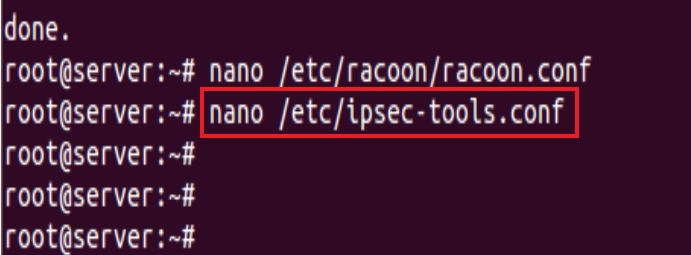 done.
root@server:~# nano /etc/racoon/racoon.conf
root@server:~# nano /etc/ipsec-tools.conf
root@server:~#
root@server:~#
root@server:~#